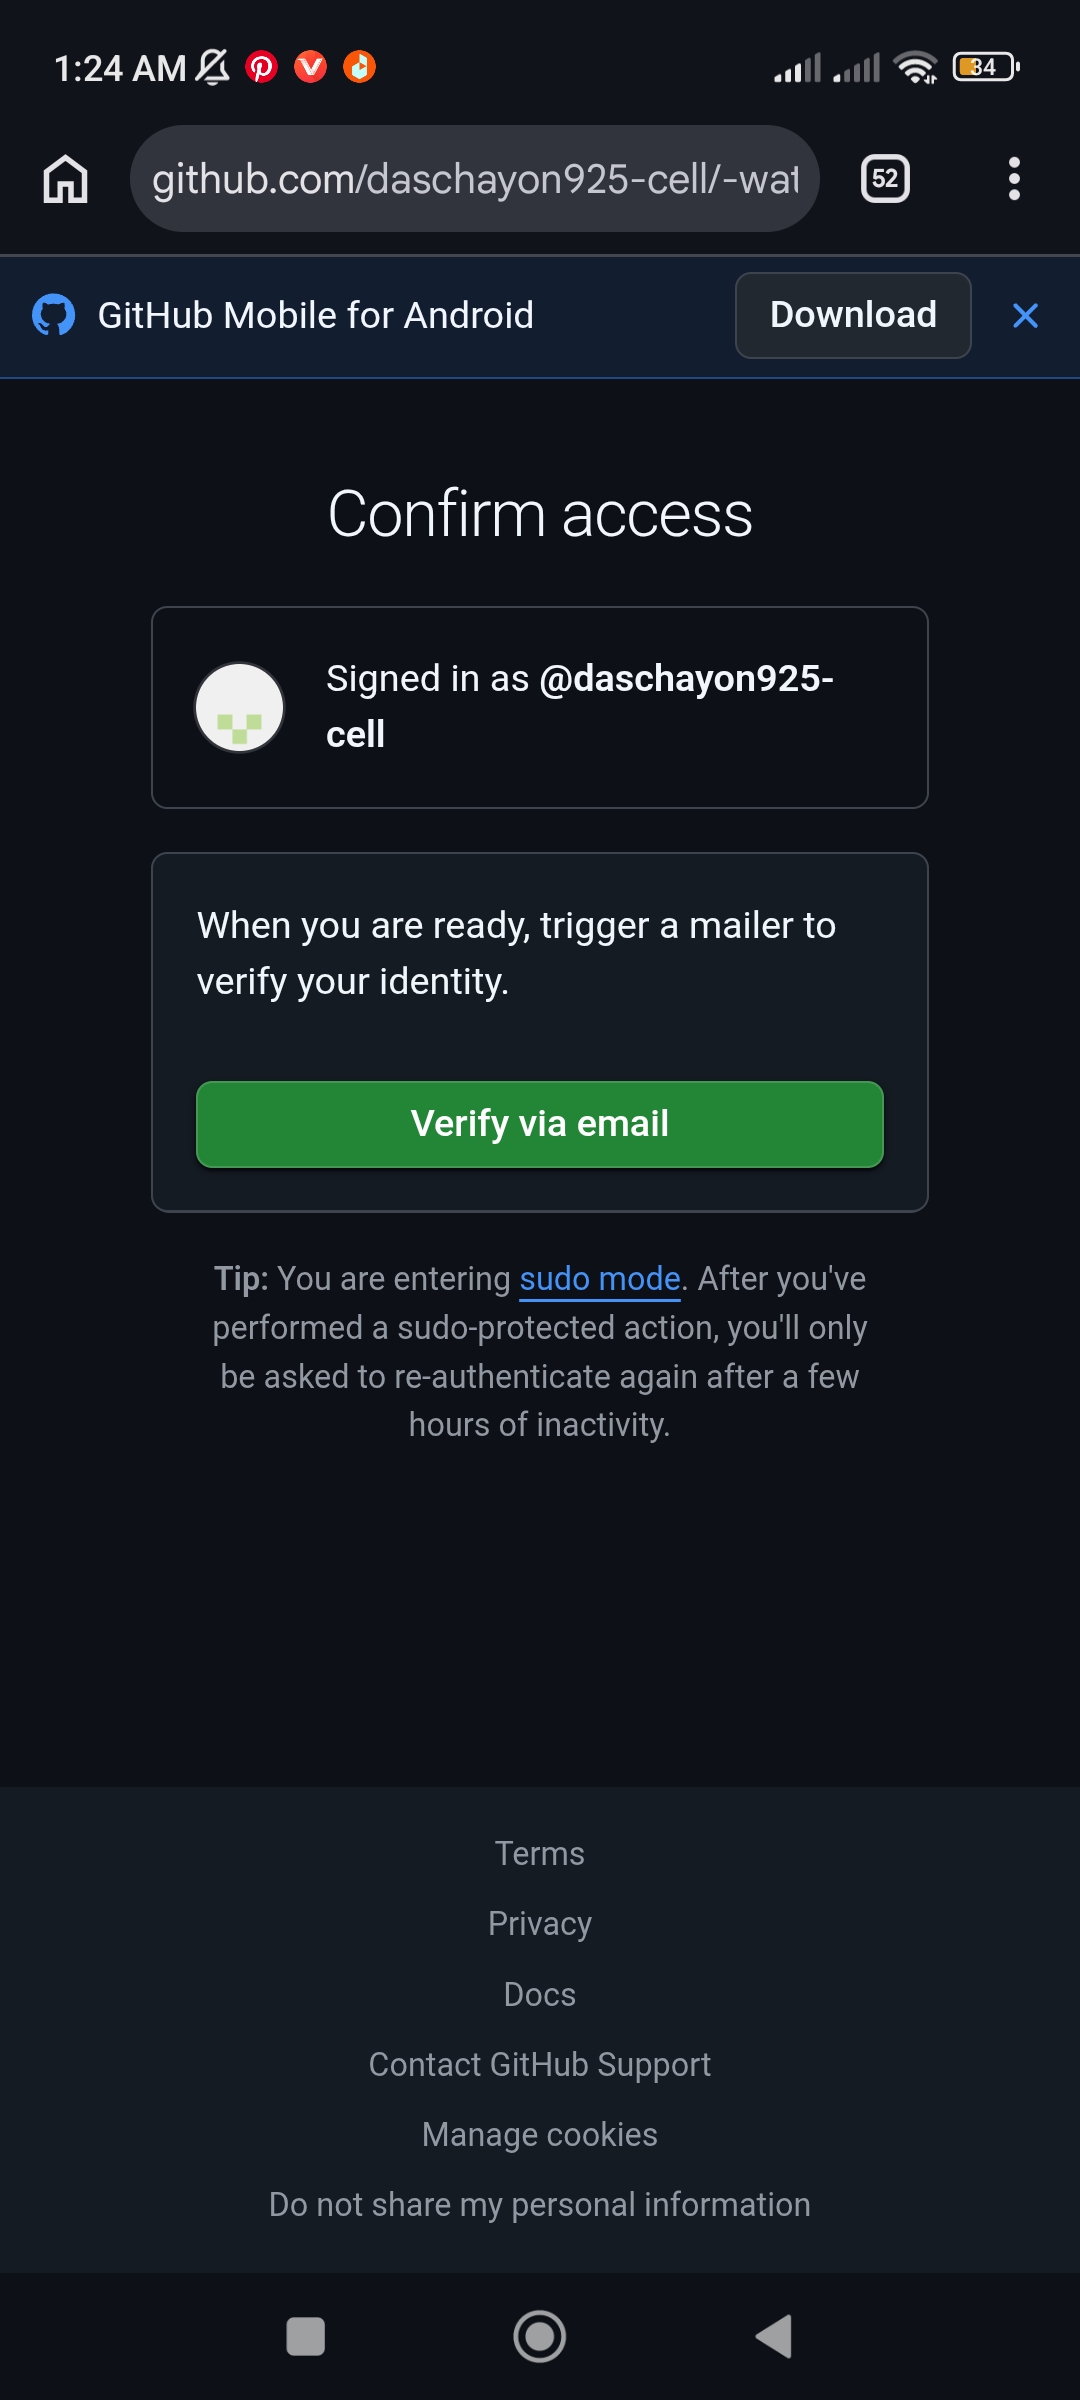 1:24 AM
34
github.com/daschayon925-cell/-wat
52
GitHub Mobile for Android
Download
Confirm access
Signed in as @daschayon925-
cell
When you are ready, trigger a mailer to
verify your identity.
Verify via email
Tip: You are entering sudo mode. After you've
performed a sudo-protected action, you'll only
be asked to re-authenticate again after a few
hours of inactivity.
Terms
Privacy
Docs
Contact GitHub Support
Manage cookies
Do not share my personal information